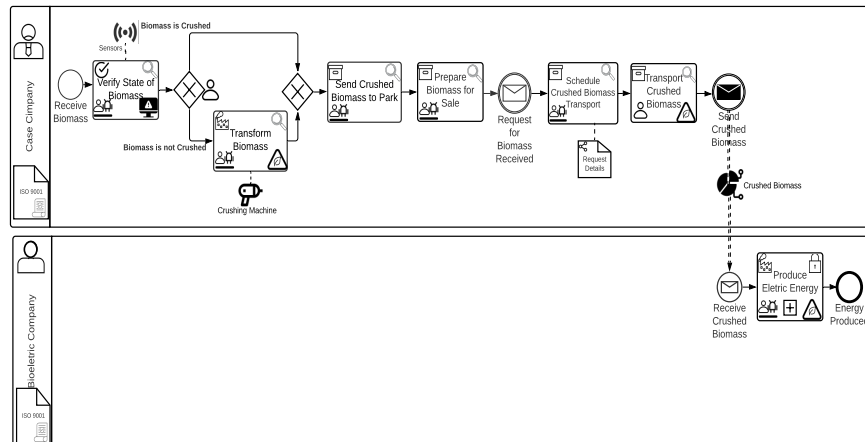 Case Cimpany
ISO 9001
Receive
Biomass
Sensors
Verify State of
Biomass
Biomass is Crushed
Biomass is not Crushed
Transform
Biomass
Crushing Machine
Send Crushed
Biomass to Park
Prepare
Biomass for
Sale
Request
for
Biomass
Received
Schedule
Crushed Biomass
Transport
Request
Details
Transport
Crushed
Biomass
Send
Crushed
Biomass
Crushed Biomass
Bioeletric Company
ISO 9001
Receive
Crushed
Biomass
Produce
Eletric Energy
Energy
Produced